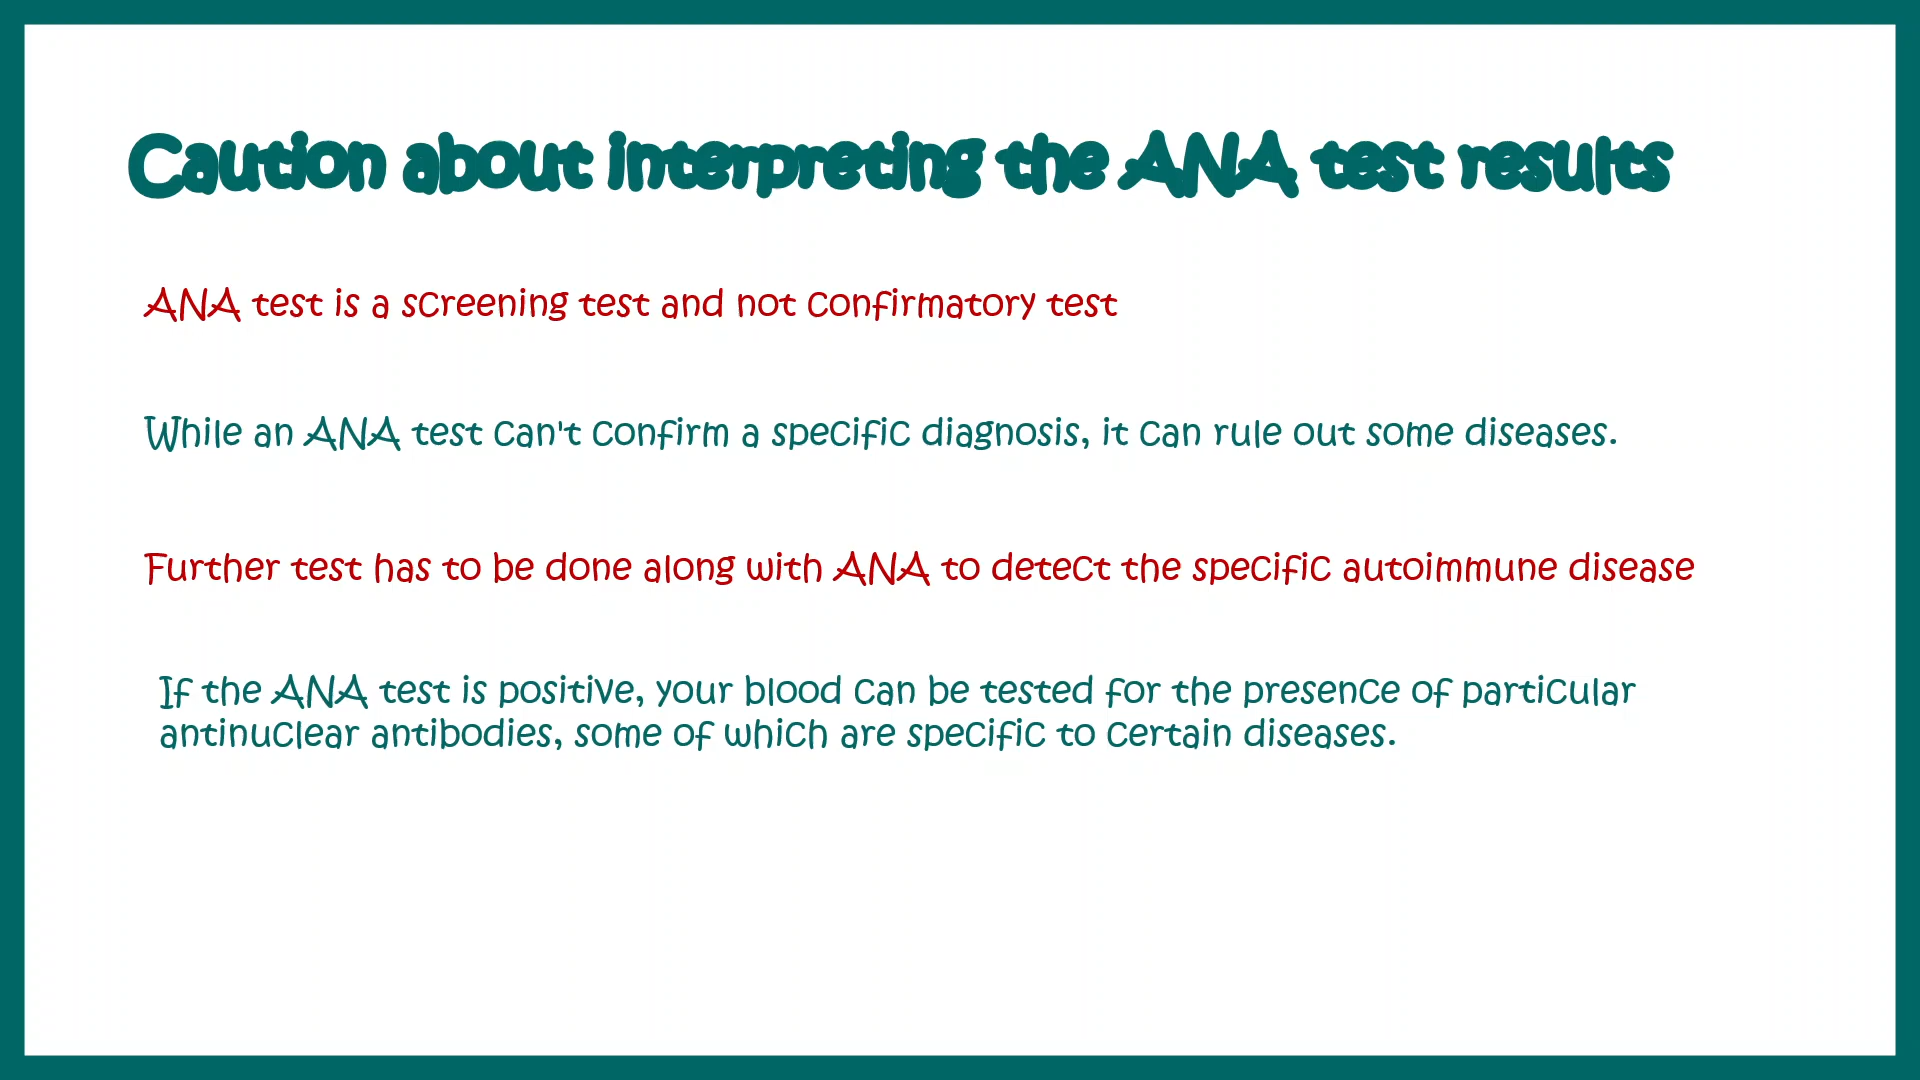 Caution about interpreting the ANA test results
ANA test is a screening test and not confirmatory test
While an ANA test can't confirm a specific diagnosis, it can rule out some diseases.
Further test has to be done along with ANA to detect the specific autoimmune disease
If the ANA test is positive, your blood can be tested for the presence of particular
antinuclear antibodies, some of which are specific to certain diseases.